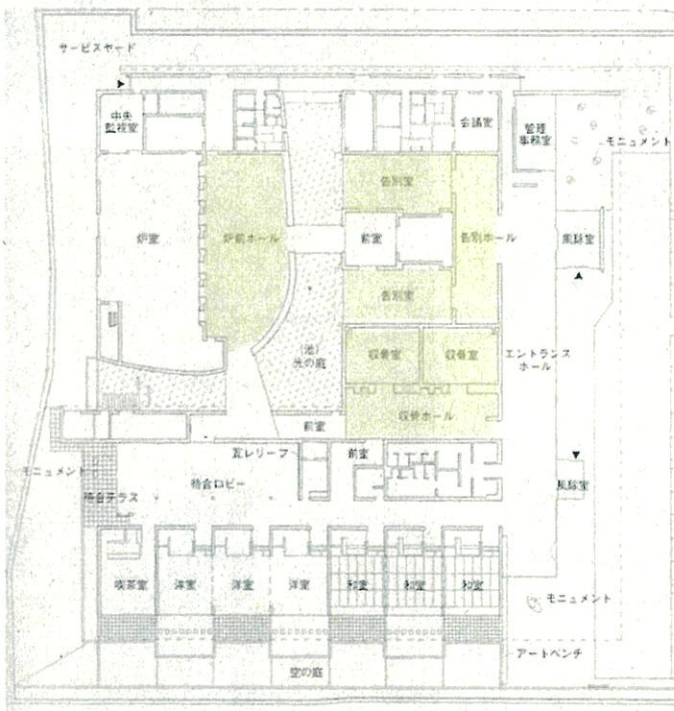 サービスヤード
中央
監視室
会議室
管理
事務室
モニュメント
告別室
炉室
炉前ホール
前室
告別ホール
風除室
告別室
(池)
光の庭
収骨室
収骨室
エントランス
ホール
収骨ホール
前室
瓦レリーフ
前室
モニュメント
待合ロビー
待合テラス
風除室
喫茶室
洋室
洋室
洋室
和室
和室
和室
モニュメント
アートベンチ
空の庭